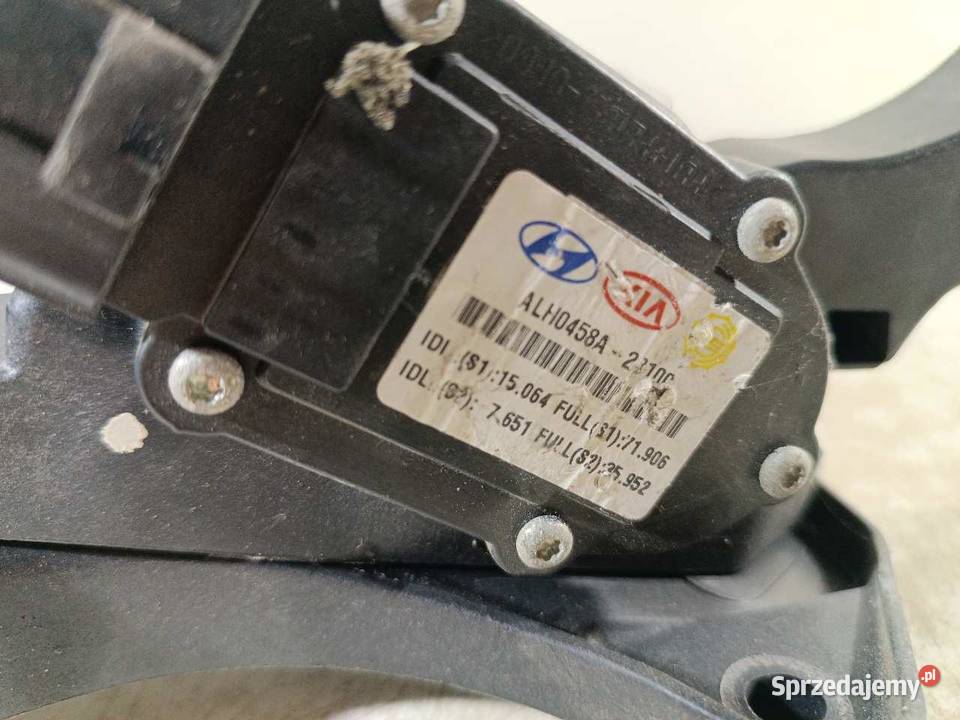 KIA
ALH0458A
IDL (S1):15.064 FULL(S1):71.906
IDL (S2): 7.651 FULL(S2):35.952
Sprzedajemy.pl